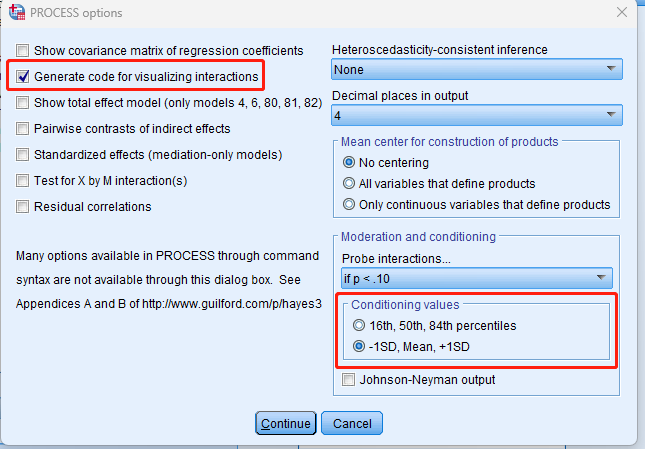 PROCESS options
Show covariance matrix of regression coefficients
Generate code for visualizing interactions
Show total effect model (only models 4, 6, 80, 81, 82)
Pairwise contrasts of indirect effects
Standardized effects (mediation-only models)
Test for X by M interaction(s)
Residual correlations
Many options available in PROCESS through command
syntax are not available through this dialog box.  See
Appendices A and B of http://www.guilford.com/p/hayes3
Heteroscedasticity-consistent inference
None
Decimal places in output
4
Mean center for construction of products
No centering
All variables that define products
Only continuous variables that define products
Moderation and conditioning
Probe interactions...
if p < .10
Conditioning values
16th, 50th, 84th percentiles
-1SD, Mean, +1SD
Johnson-Neyman output
Continue
Cancel